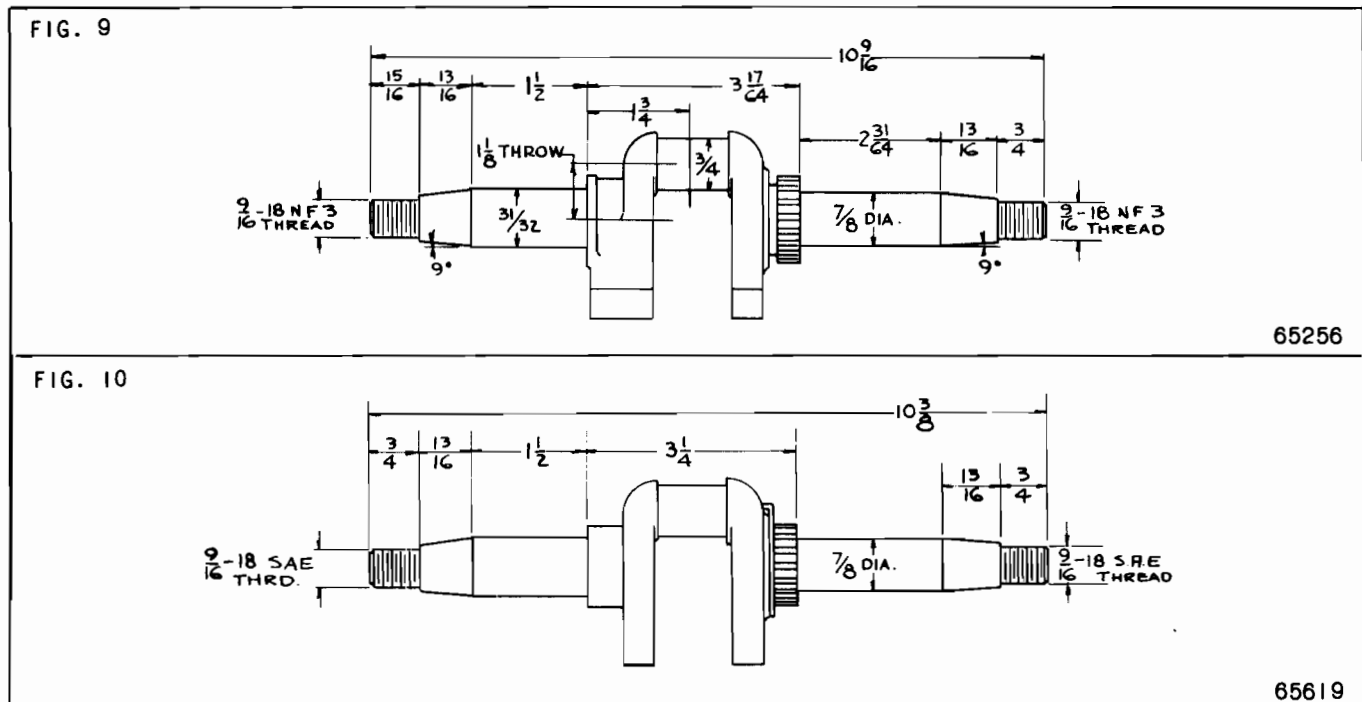 FIG. 9
10 9/16
15/16 13/16 1 1/2 3 17/64
1 3/4
2 31/64 13/16 3/4
1 1/8 THROW
3/4
9/16-18 NF 3
THREAD
31/32
7/8 DIA.
9/16-18 NF 3
THREAD
9°
9°
65256
FIG. 10
10 3/8
3/4 13/16 1 1/2 3 1/4
13/16 3/4
9/16-18 SAE
THRD.
7/8 DIA.
9/16-18 S.A.E
THREAD
65619